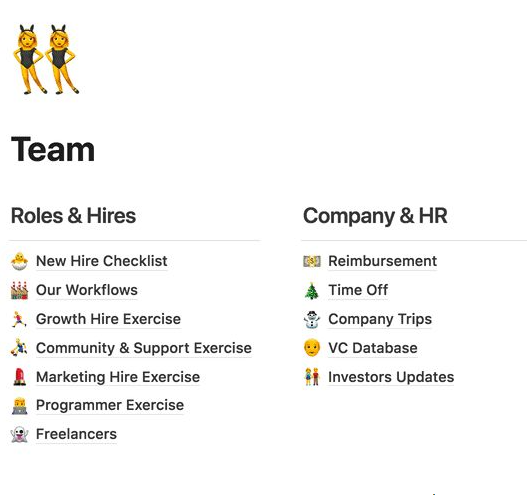 Team
Roles & Hires
New Hire Checklist
Our Workflows
Growth Hire Exercise
Community & Support Exercise
Marketing Hire Exercise
Programmer Exercise
Freelancers
Company & HR
Reimbursement
Time Off
Company Trips
VC Database
Investors Updates